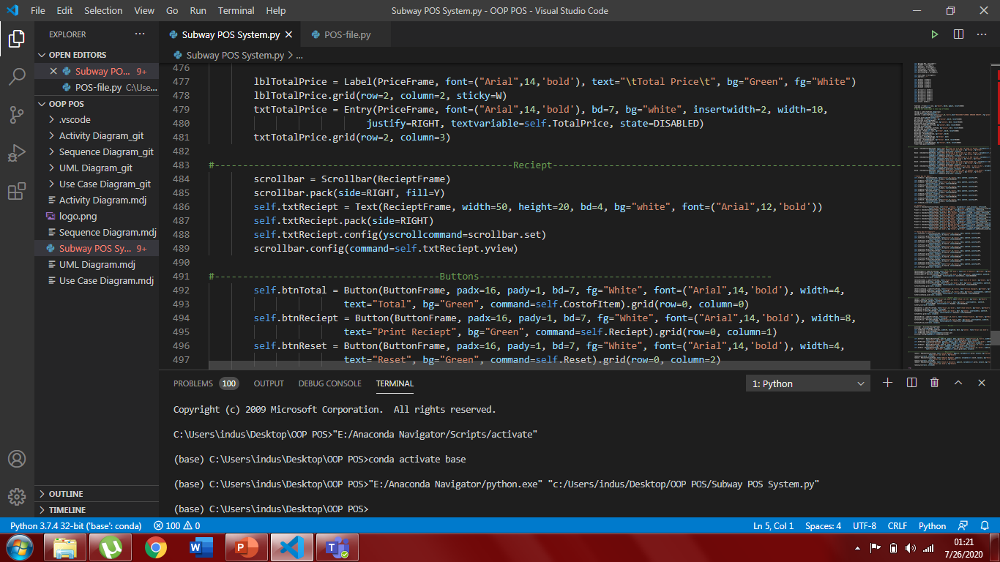 File Edit Selection View Go Run Terminal Help Subway POS System.py - OOP POS - Visual Studio Code
EXPLORER
OPEN EDITORS
Subway PO... 9+
POS-file.py C:\Use...
OOP POS
.vscode
Activity Diagram_git
Sequence Diagram_git
UML Diagram_git
Use Case Diagram_git
Activity Diagram.mdj
logo.png
Sequence Diagram.mdj
Subway POS Sy... 9+
UML Diagram.mdj
Use Case Diagram.mdj
OUTLINE
TIMELINE
Subway POS System.py POS-file.py
Subway POS System.py > ...
476
477 lblTotalPrice = Label(PriceFrame, font=("Arial",14,'bold'), text="\tTotal Price\t", bg="Green", fg="White")
478 lblTotalPrice.grid(row=2, column=2, sticky=W)
479 txtTotalPrice = Entry(PriceFrame, font=("Arial",14,'bold'), bd=7, bg="white", insertwidth=2, width=10,
480 justify=RIGHT, textvariable=self.TotalPrice, state=DISABLED)
481 txtTotalPrice.grid(row=2, column=3)
482
483 #-----------------------------------------------------Reciept--------------------------------------------------------------
484 scrollbar = Scrollbar(RecieptFrame)
485 scrollbar.pack(side=RIGHT, fill=Y)
486 self.txtReciept = Text(RecieptFrame, width=50, height=20, bd=4, bg="white", font=("Arial",12,'bold'))
487 self.txtReciept.pack(side=RIGHT)
488 self.txtReciept.config(yscrollcommand=scrollbar.set)
489 scrollbar.config(command=self.txtReciept.yview)
490
491 #----------------------------------------Buttons----------------------------------------------------
492 self.btnTotal = Button(ButtonFrame, padx=16, pady=1, bd=7, fg="White", font=("Arial",14,'bold'), width=4,
493 text="Total", bg="Green", command=self.CostofItem).grid(row=0, column=0)
494 self.btnReciept = Button(ButtonFrame, padx=16, pady=1, bd=7, fg="White", font=("Arial",14,'bold'), width=8,
495 text="Print Reciept", bg="Green", command=self.Reciept).grid(row=0, column=1)
496 self.btnReset = Button(ButtonFrame, padx=16, pady=1, bd=7, fg="White", font=("Arial",14,'bold'), width=4,
497 text="Reset", bg="Green", command=self.Reset).grid(row=0, column=2)
PROBLEMS 100 OUTPUT DEBUG CONSOLE TERMINAL 1: Python
Copyright (c) 2009 Microsoft Corporation.  All rights reserved.
C:\Users\indus\Desktop\OOP POS>"E:/Anaconda Navigator/Scripts/activate"
(base) C:\Users\indus\Desktop\OOP POS>conda activate base
(base) C:\Users\indus\Desktop\OOP POS>"E:/Anaconda Navigator/python.exe" "c:/Users/indus/Desktop/OOP POS/Subway POS System.py"
(base) C:\Users\indus\Desktop\OOP POS>
Python 3.7.4 32-bit ('base': conda) 100 0 Ln 5, Col 1 Spaces: 4 UTF-8 CRLF Python
01:21
7/26/2020